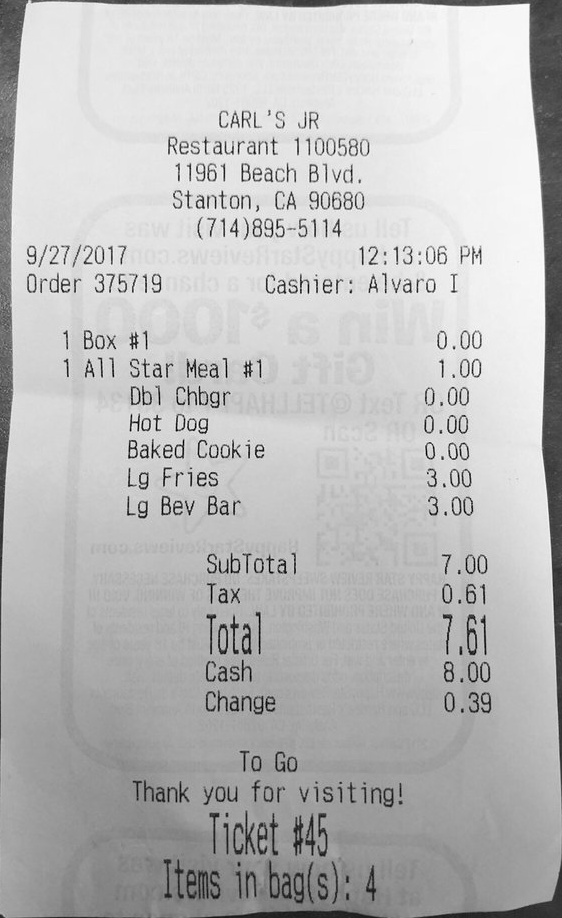 CARL'S JR
Restaurant 1100580
11961 Beach Blvd.
Stanton, CA 90680
(714)895-5114
9/27/2017 12:13:06 PM
Order 375719 Cashier: Alvaro I
1 Box #1 0.00
1 All Star Meal #1 1.00
Dbl Chbgr 0.00
Hot Dog 0.00
Baked Cookie 0.00
Lg Fries 3.00
Lg Bev Bar 3.00
SubTotal 7.00
Tax 0.61
Total 7.61
Cash 8.00
Change 0.39
To Go
Thank you for visiting!
Ticket #45
Items in bag(s): 4